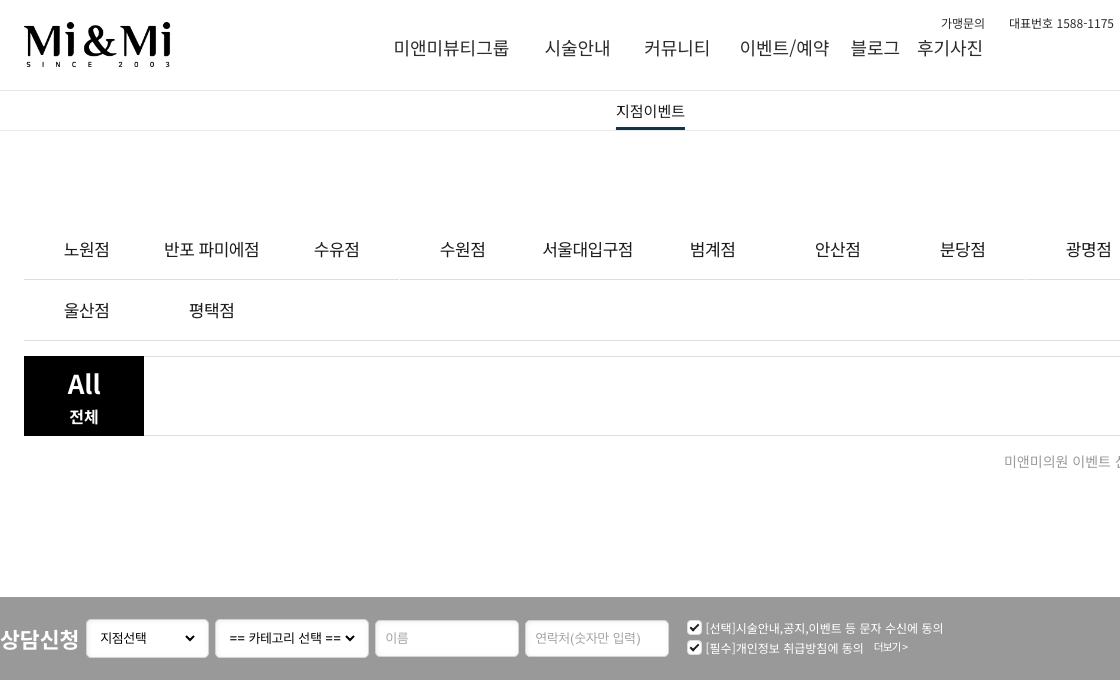 가맹문의 대표번호 1588-1175
Mi & Mi
SINCE 2003
미앤미뷰티그룹 시술안내 커뮤니티 이벤트/예약 블로그 후기사진
지점이벤트
노원점 반포 파미에점 수유점 수원점 서울대입구점 범계점 안산점 분당점 광명점
울산점 평택점
All
전체
미앤미의원 이벤트
상담신청 지점선택 == 카테고리 선택 == 이름 연락처(숫자만 입력)
[선택]시술안내,공지,이벤트 등 문자 수신에 동의
[필수]개인정보 취급방침에 동의 더보기>